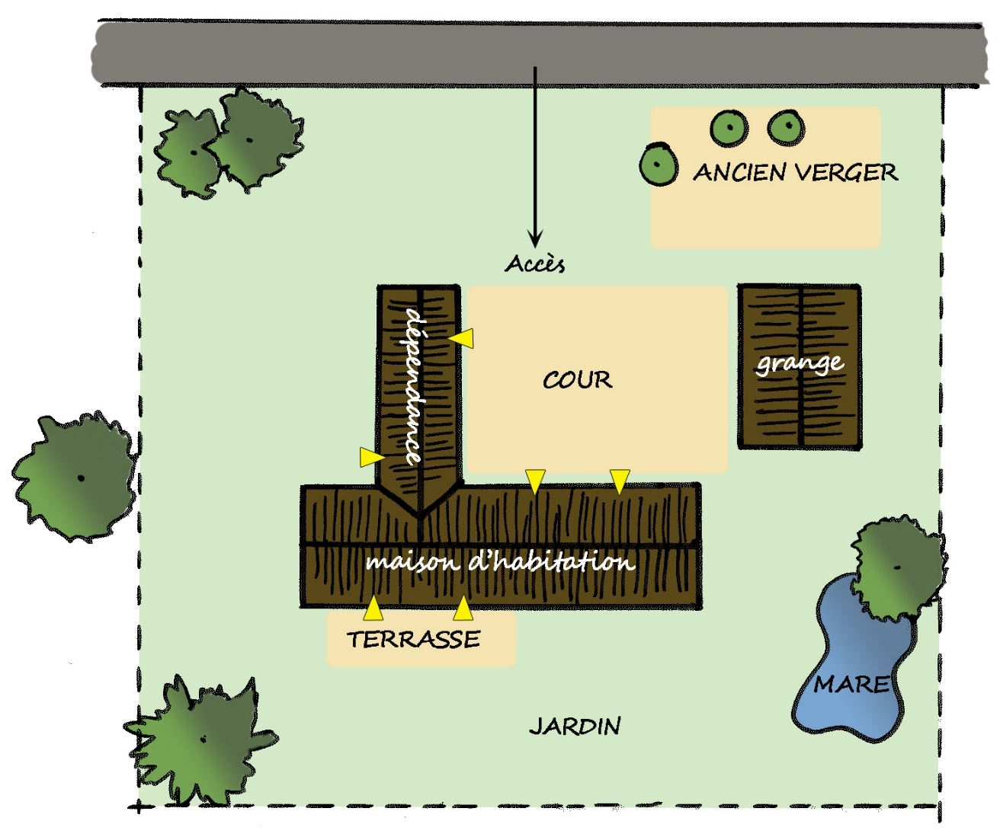 ANCIEN VERGER
Accès
dépendance
COUR
grange
maison d'habitation
TERRASSE
MARE
JARDIN